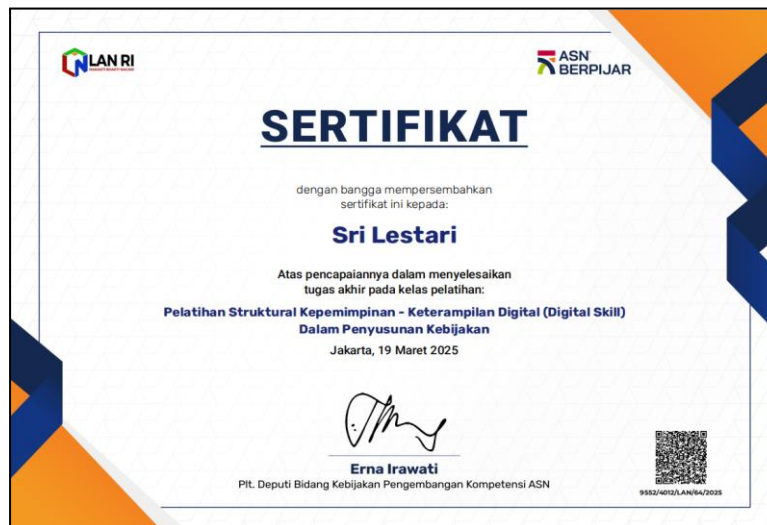 LAN RI
ASN
BERPIJAR
SERTIFIKAT
dengan bangga mempersembahkan
sertifikat ini kepada:
Sri Lestari
Atas pencapaiannya dalam menyelesaikan
tugas akhir pada kelas pelatihan:
Pelatihan Struktural Kepemimpinan - Keterampilan Digital (Digital Skill)
Dalam Penyusunan Kebijakan
Jakarta, 19 Maret 2025
Erna Irawati
Plt. Deputi Bidang Kebijakan Pengembangan Kompetensi ASN
9552/4012/LAN/64/2025